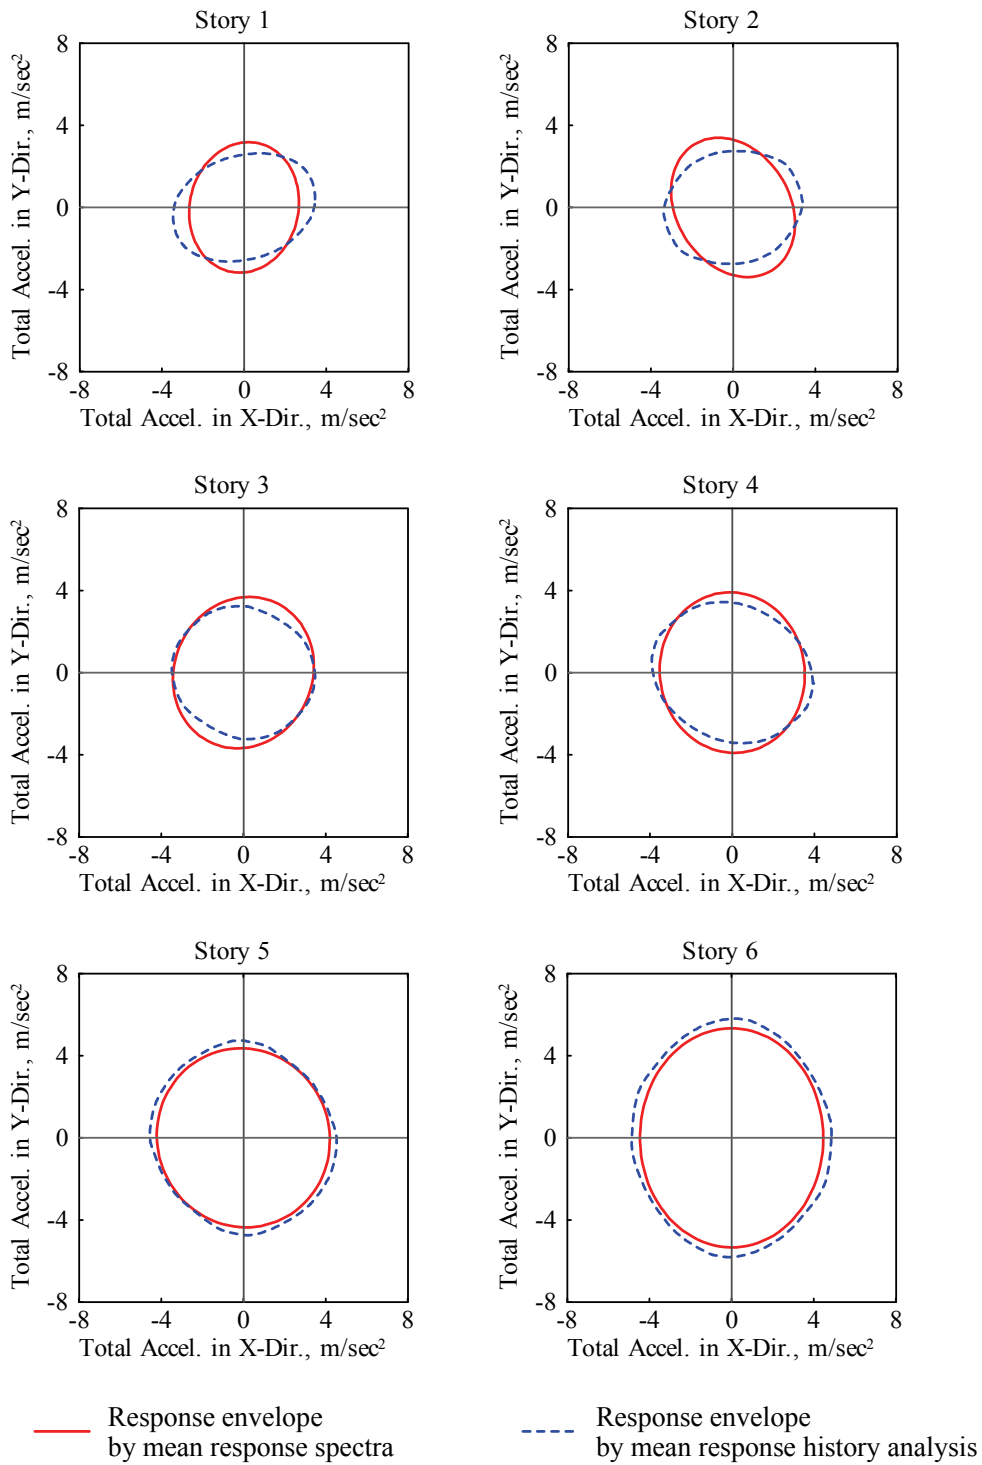 Story 1
8
4
0
-4
-8
Total Accel. in Y-Dir., m/sec²
-8 -4 0 4 8
Total Accel. in X-Dir., m/sec²
Story 2
8
4
0
-4
-8
Total Accel. in Y-Dir., m/sec²
-8 -4 0 4 8
Total Accel. in X-Dir., m/sec²
Story 3
8
4
0
-4
-8
Total Accel. in Y-Dir., m/sec²
-8 -4 0 4 8
Total Accel. in X-Dir., m/sec²
Story 4
8
4
0
-4
-8
Total Accel. in Y-Dir., m/sec²
-8 -4 0 4 8
Total Accel. in X-Dir., m/sec²
Story 5
8
4
0
-4
-8
Total Accel. in Y-Dir., m/sec²
-8 -4 0 4 8
Total Accel. in X-Dir., m/sec²
Story 6
8
4
0
-4
-8
Total Accel. in Y-Dir., m/sec²
-8 -4 0 4 8
Total Accel. in X-Dir., m/sec²
Response envelope
by mean response spectra
Response envelope
by mean response history analysis